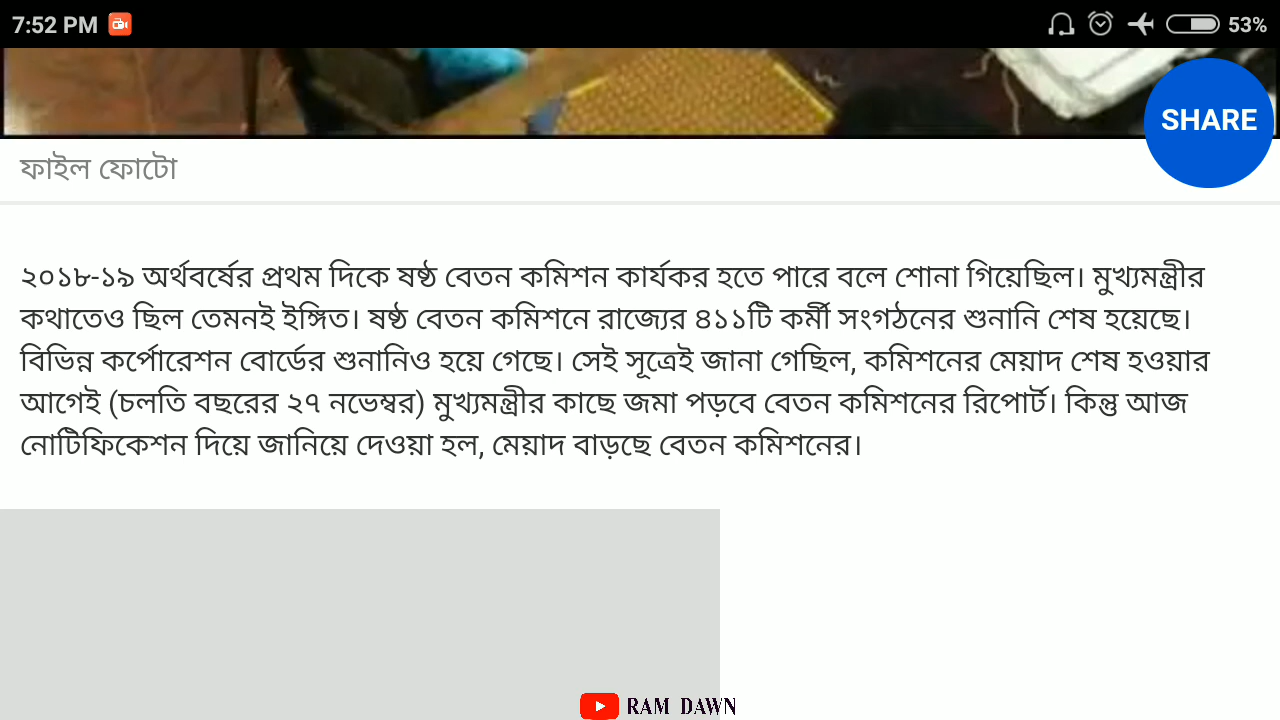 7:52 PM 53%
SHARE
ফাইল ফোটো
২০১৮-১৯ অর্থবর্ষের প্রথম দিকে ষষ্ঠ বেতন কমিশন কার্যকর হতে পারে বলে শোনা গিয়েছিল। মুখ্যমন্ত্রীর
কথাতেও ছিল তেমনই ইঙ্গিত। ষষ্ঠ বেতন কমিশনে রাজ্যের ৪১১টি কর্মী সংগঠনের শুনানি শেষ হয়েছে।
বিভিন্ন কর্পোরেশন বোর্ডের শুনানিও হয়ে গেছে। সেই সূত্রেই জানা গেছিল, কমিশনের মেয়াদ শেষ হওয়ার
আগেই (চলতি বছরের ২৭ নভেম্বর) মুখ্যমন্ত্রীর কাছে জমা পড়বে বেতন কমিশনের রিপোর্ট। কিন্তু আজ
নোটিফিকেশন দিয়ে জানিয়ে দেওয়া হল, মেয়াদ বাড়ছে বেতন কমিশনের।
RAM DAWN